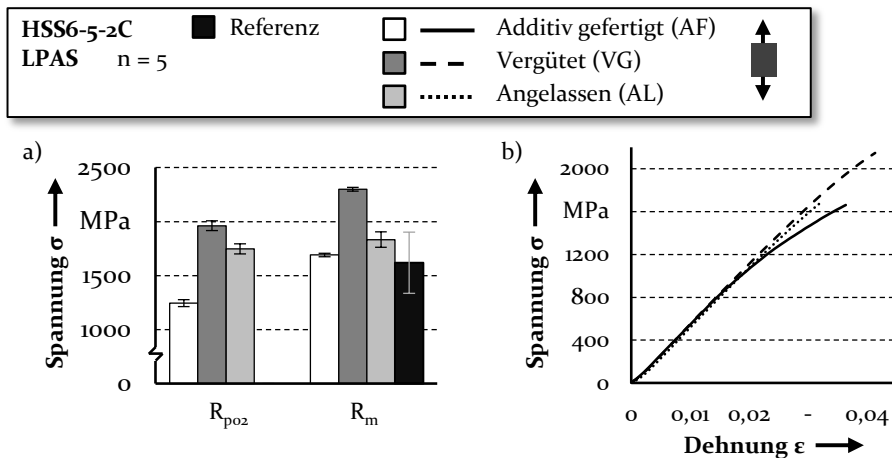 HSS6-5-2C
LPAS n = 5
Referenz
Additiv gefertigt (AF)
Vergütet (VG)
Angelassen (AL)
a)
Spannung σ
2500
MPa
1500
1000
0
Rp02
Rm
b)
Spannung σ
2000
MPa
1200
800
400
0
0 0,01 0,02 - 0,04
Dehnung ε